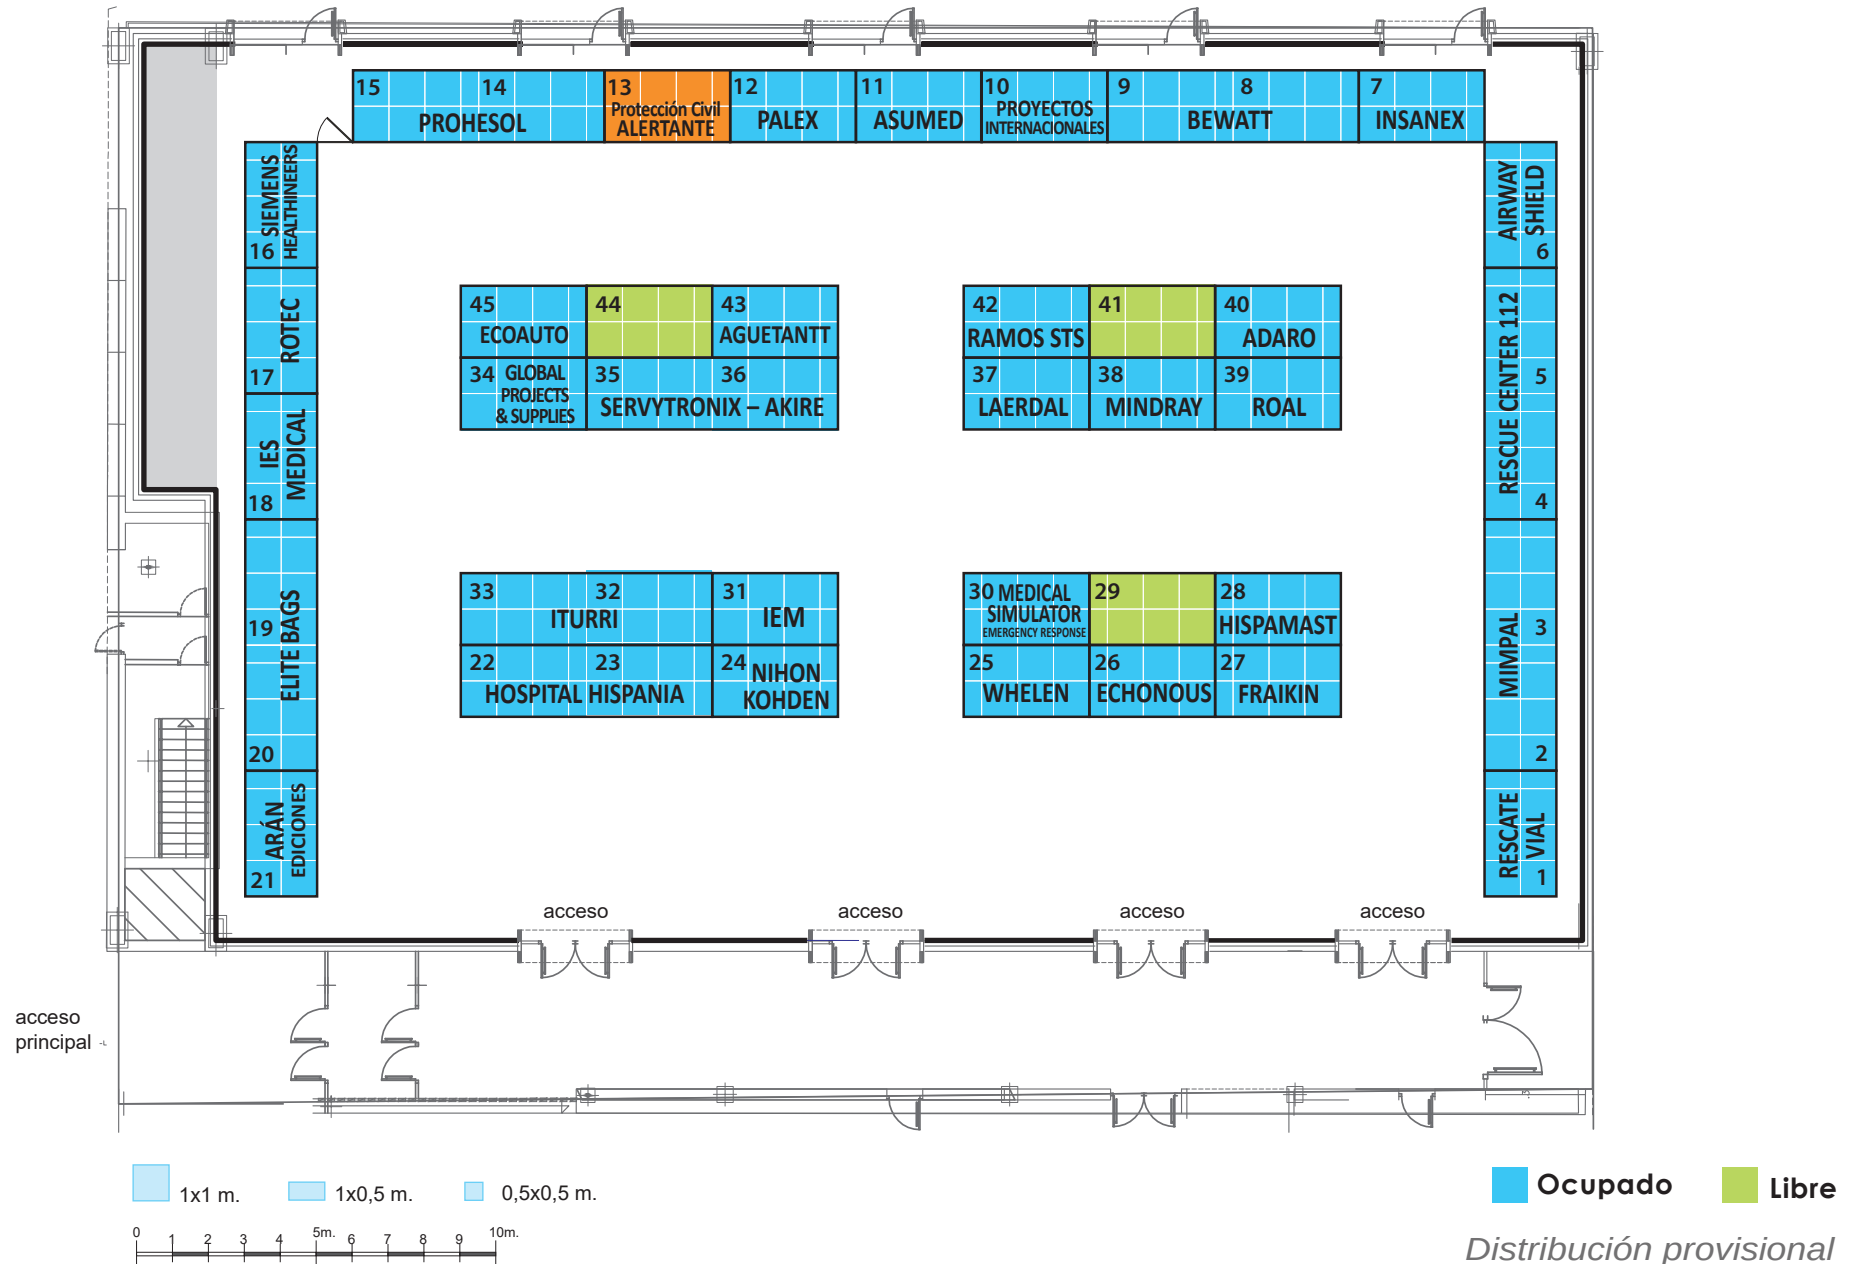 15
14
PROHESOL
13
Protección Civil
ALERTANTE
12
PALEX
11
ASUMED
10
PROYECTOS
INTERNACIONALES
9
8
BEWATT
7
INSANEX
SIEMENS
HEALTHINEERS
16
ROTEC
17
IES
MEDICAL
18
ELITE BAGS
19
20
ARÁN
EDICIONES
21
45
ECOAUTO
44
43
AGUETANTT
34
GLOBAL
PROJECTS
& SUPPLIES
35
36
SERVYTRONIX – AKIRE
42
RAMOS STS
41
40
ADARO
37
LAERDAL
38
MINDRAY
39
ROAL
33
32
ITURRI
31
IEM
22
23
HOSPITAL HISPANIA
24
NIHON
KOHDEN
30
MEDICAL
SIMULATOR
EMERGENCY RESPONSE
29
28
HISPAMAST
25
WHELEN
26
ECHONOUS
27
FRAIKIN
AIRWAY
SHIELD
6
RESCUE CENTER 112
5
4
MIMPAL
3
2
RESCATE
VIAL
1
acceso
acceso
acceso
acceso
acceso
principal
1x1 m.
1x0,5 m.
0,5x0,5 m.
0 1 2 3 4 5m. 6 7 8 9 10m.
Ocupado
Libre
Distribución provisional